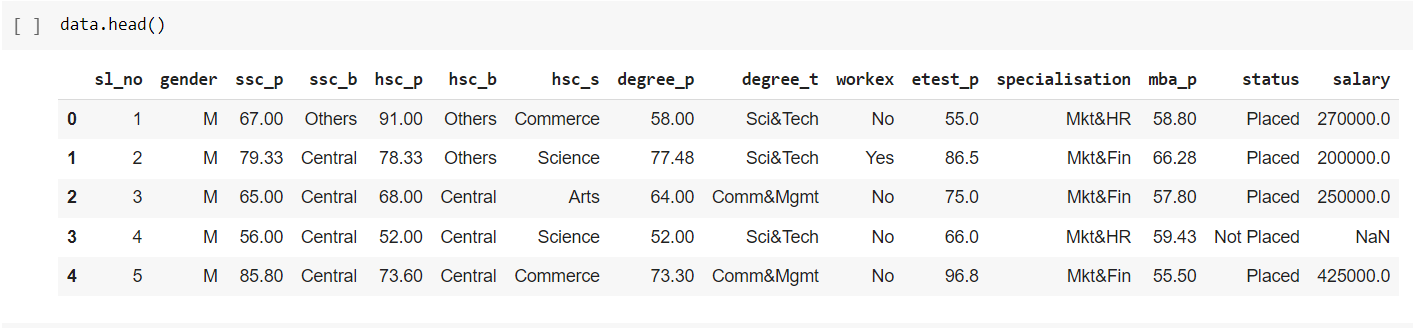 [ ] data.head()
sl_no gender ssc_p ssc_b hsc_p hsc_b hsc_s degree_p degree_t workex etest_p specialisation mba_p status salary
0 1 M 67.00 Others 91.00 Others Commerce 58.00 Sci&Tech No 55.0 Mkt&HR 58.80 Placed 270000.0
1 2 M 79.33 Central 78.33 Others Science 77.48 Sci&Tech Yes 86.5 Mkt&Fin 66.28 Placed 200000.0
2 3 M 65.00 Central 68.00 Central Arts 64.00 Comm&Mgmt No 75.0 Mkt&Fin 57.80 Placed 250000.0
3 4 M 56.00 Central 52.00 Central Science 52.00 Sci&Tech No 66.0 Mkt&HR 59.43 Not Placed NaN
4 5 M 85.80 Central 73.60 Central Commerce 73.30 Comm&Mgmt No 96.8 Mkt&Fin 55.50 Placed 425000.0